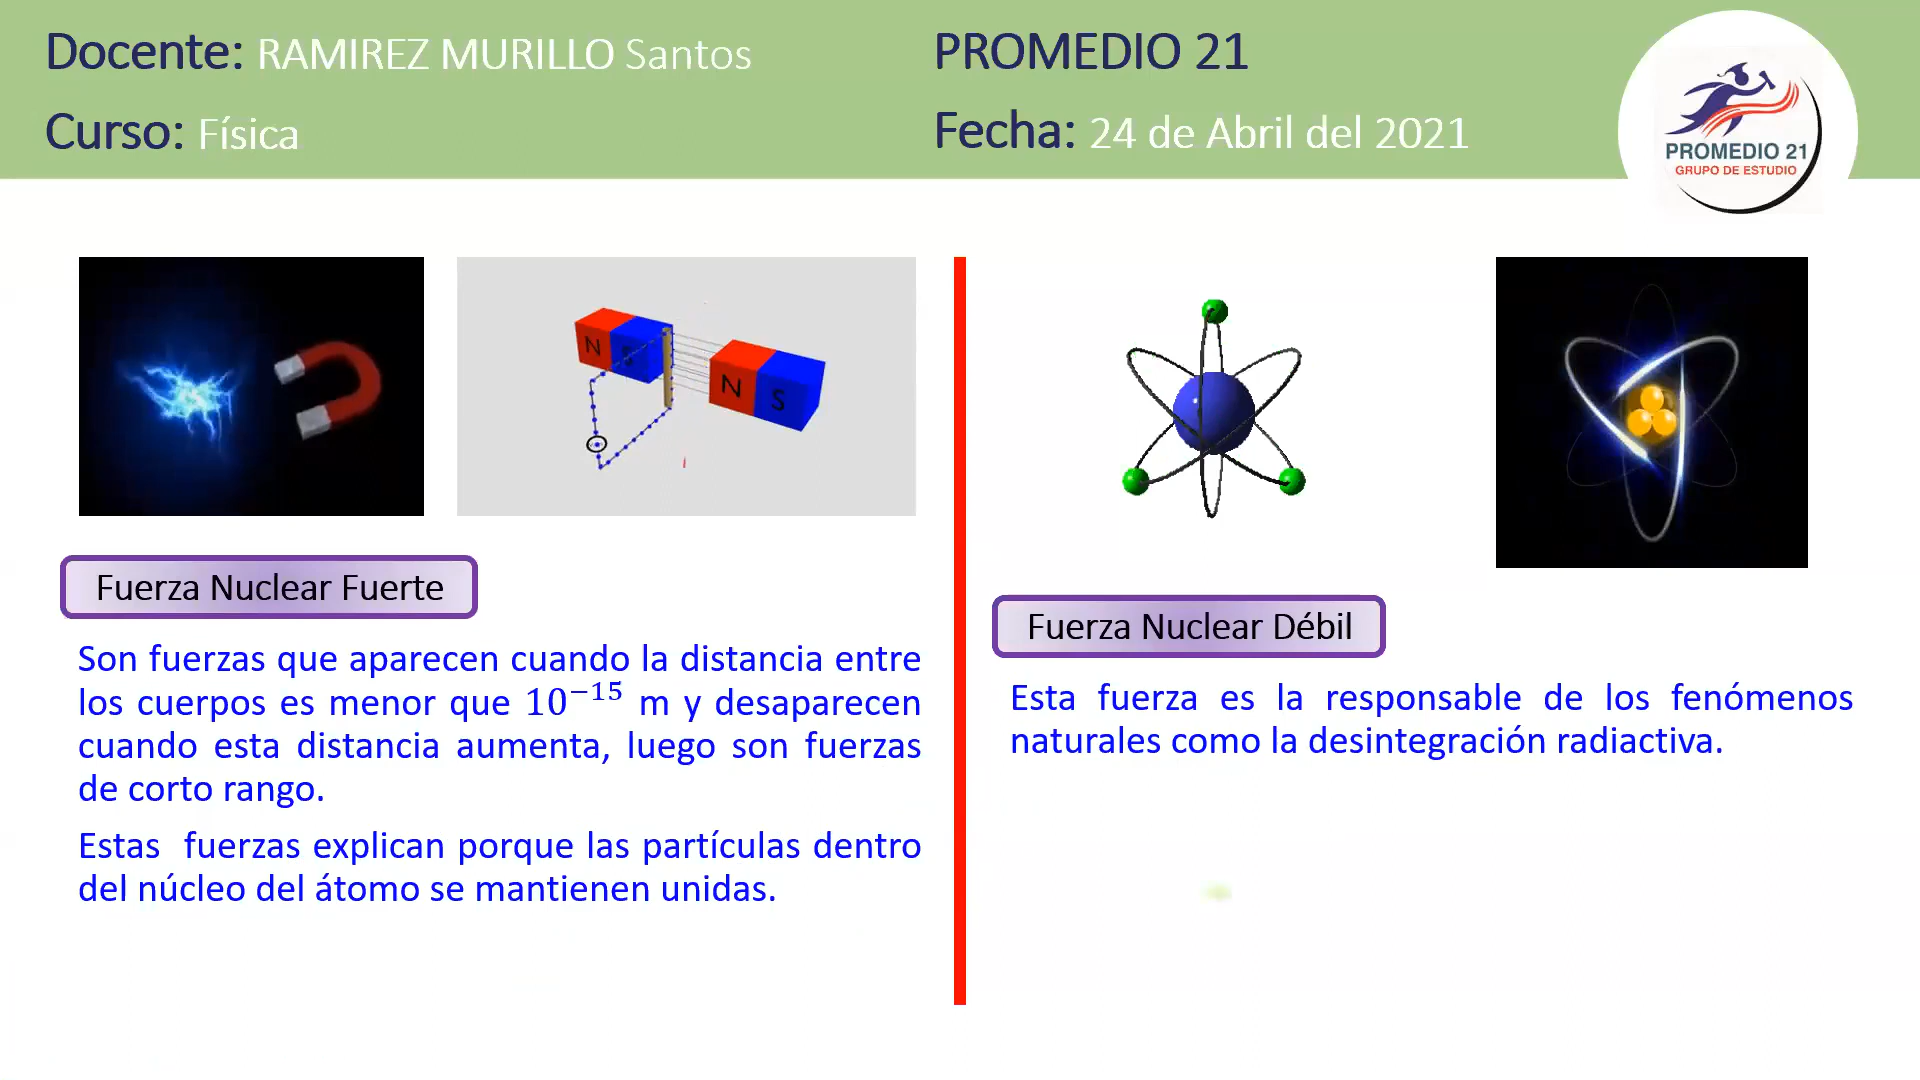 Docente: RAMIREZ MURILLO Santos
Curso: Física
PROMEDIO 21
Fecha: 24 de Abril del 2021
PROMEDIO 21
GRUPO DE ESTUDIO
N S
N S
Fuerza Nuclear Fuerte
Son fuerzas que aparecen cuando la distancia entre
los cuerpos es menor que 10⁻¹⁵ m y desaparecen
cuando esta distancia aumenta, luego son fuerzas
de corto rango.
Estas fuerzas explican porque las partículas dentro
del núcleo del átomo se mantienen unidas.
Fuerza Nuclear Débil
Esta fuerza es la responsable de los fenómenos
naturales como la desintegración radiactiva.